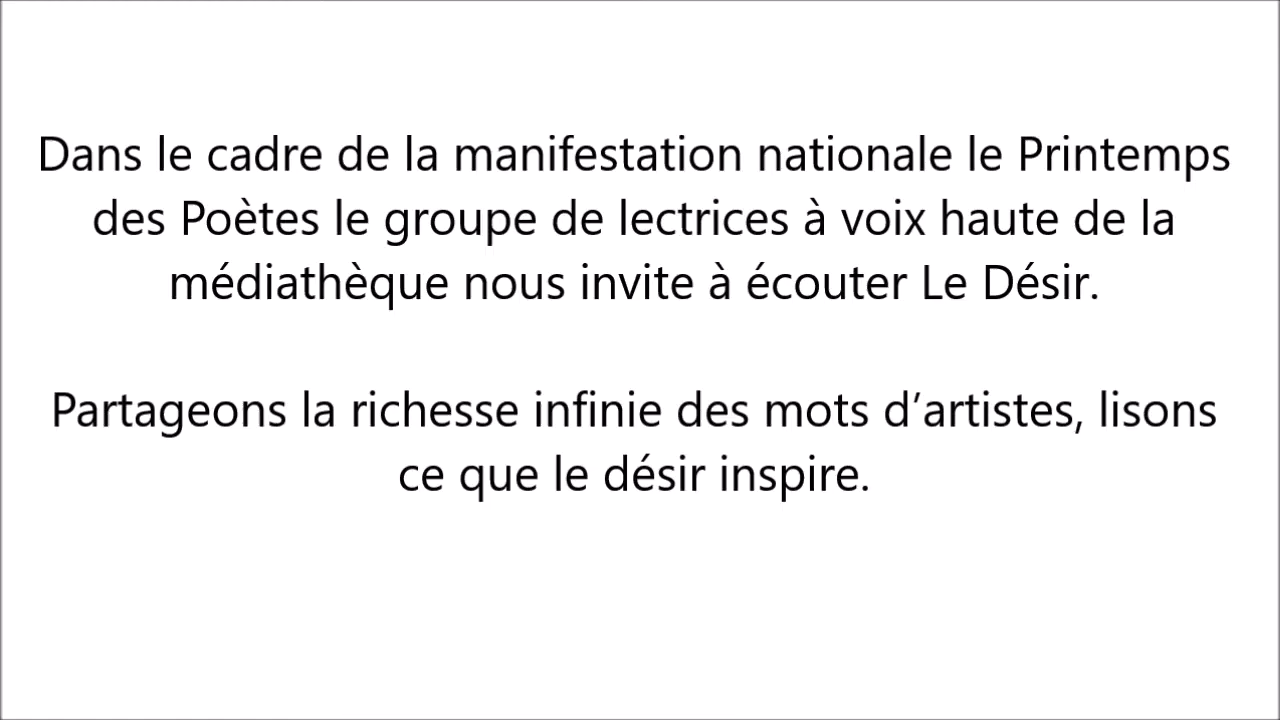 Dans le cadre de la manifestation nationale le Printemps
des Poètes le groupe de lectrices à voix haute de la
médiathèque nous invite à écouter Le Désir.
Partageons la richesse infinie des mots d’artistes, lisons
ce que le désir inspire.